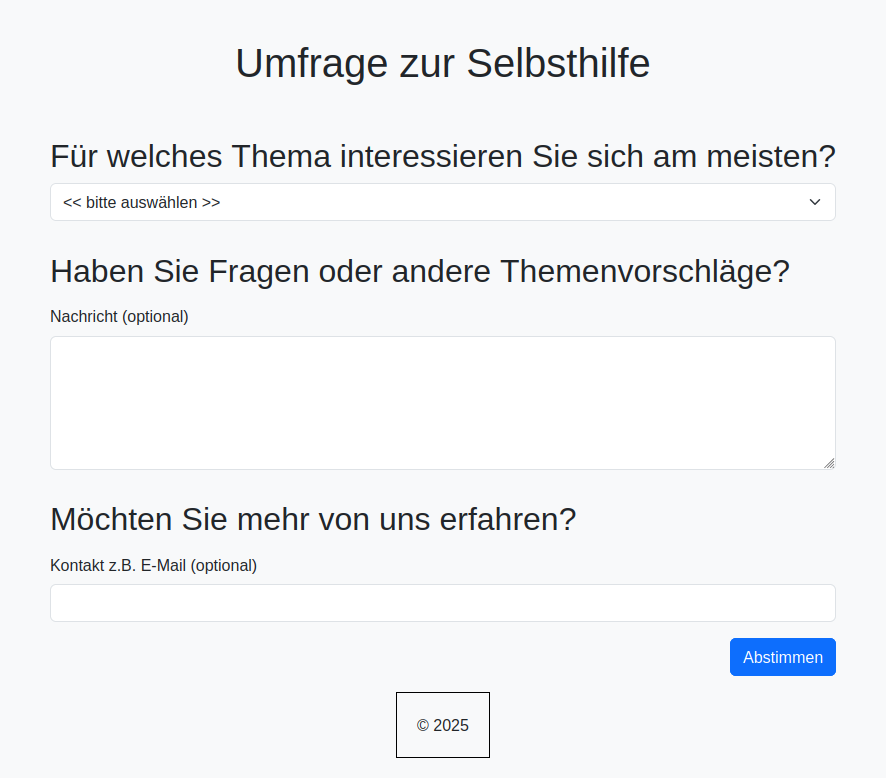 Umfrage zur Selbsthilfe
Für welches Thema interessieren Sie sich am meisten?
<< bitte auswählen >>
Haben Sie Fragen oder andere Themenvorschläge?
Nachricht (optional)
Möchten Sie mehr von uns erfahren?
Kontakt z.B. E-Mail (optional)
Abstimmen
© 2025